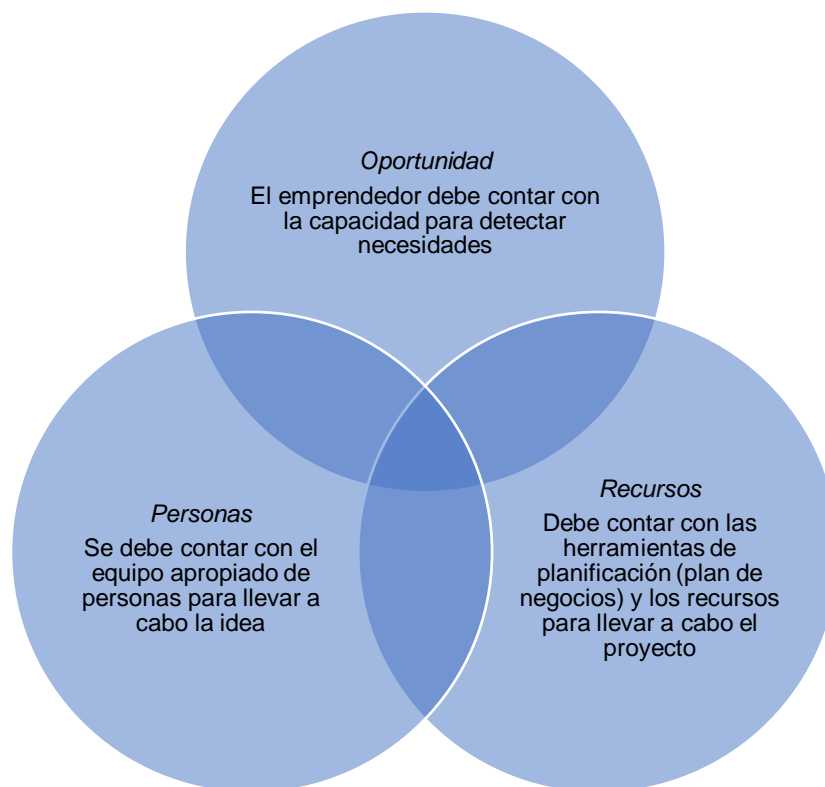 Oportunidad
El emprendedor debe contar con
la capacidad para detectar
necesidades
Personas
Se debe contar con el
equipo apropiado de
personas para llevar a
cabo la idea
Recursos
Debe contar con las
herramientas de
planificación (plan de
negocios) y los recursos
para llevar a cabo el
proyecto